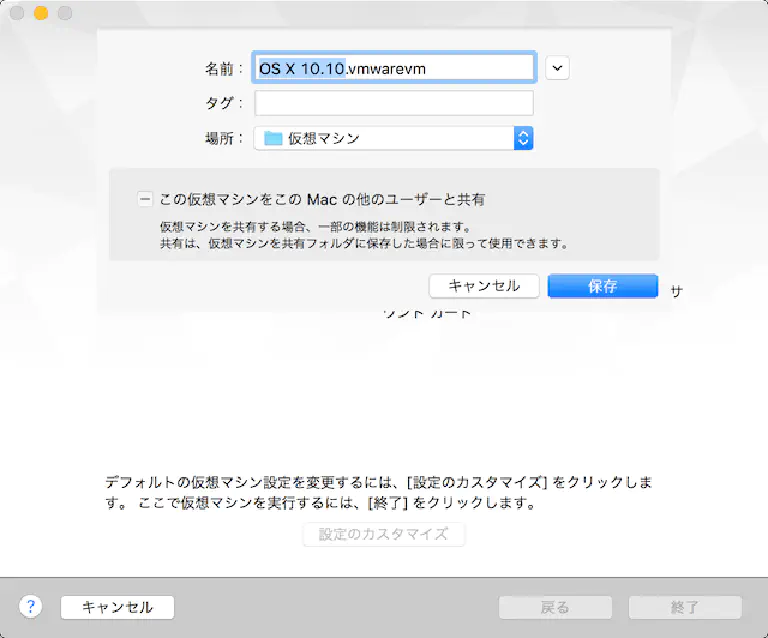 名前：
OS X 10.10.vmwarevm
タグ：
場所：
仮想マシン
この仮想マシンをこの Mac の他のユーザーと共有
仮想マシンを共有する場合、一部の機能は制限されます。
共有は、仮想マシンを共有フォルダに保存した場合に限って使用できます。
キャンセル
保存
サ
ウンド カード
デフォルトの仮想マシン設定を変更するには、[設定のカスタマイズ] をクリックしま
す。 ここで仮想マシンを実行するには、[終了] をクリックします。
設定のカスタマイズ
?
キャンセル
戻る
終了